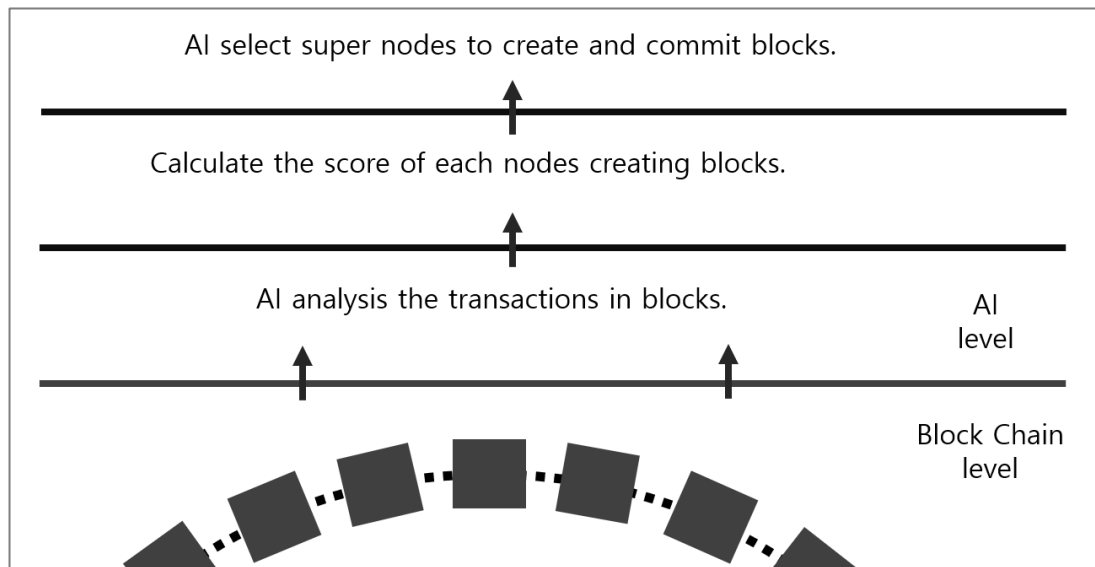 AI select super nodes to create and commit blocks.
Calculate the score of each nodes creating blocks.
AI analysis the transactions in blocks.
AI
level
Block Chain
level